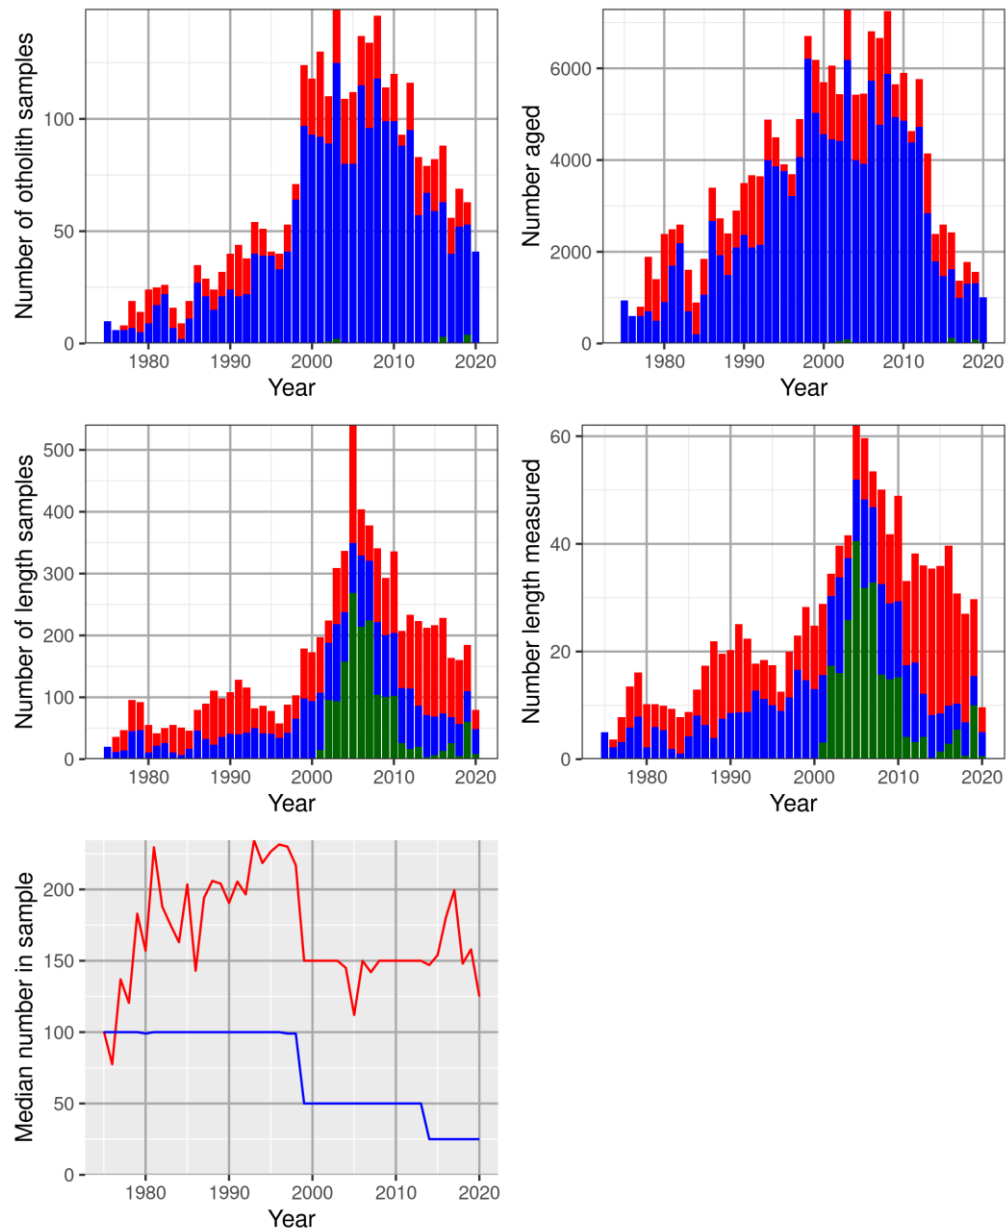 Number of otholith samples
100
50
0
1980 1990 2000 2010 2020
Year
Number aged
6000
4000
2000
0
1980 1990 2000 2010 2020
Year
Number of length samples
500
400
300
200
100
0
1980 1990 2000 2010 2020
Year
Number length measured
60
40
20
0
1980 1990 2000 2010 2020
Year
Median number in sample
200
150
100
50
0
1980 1990 2000 2010 2020
Year